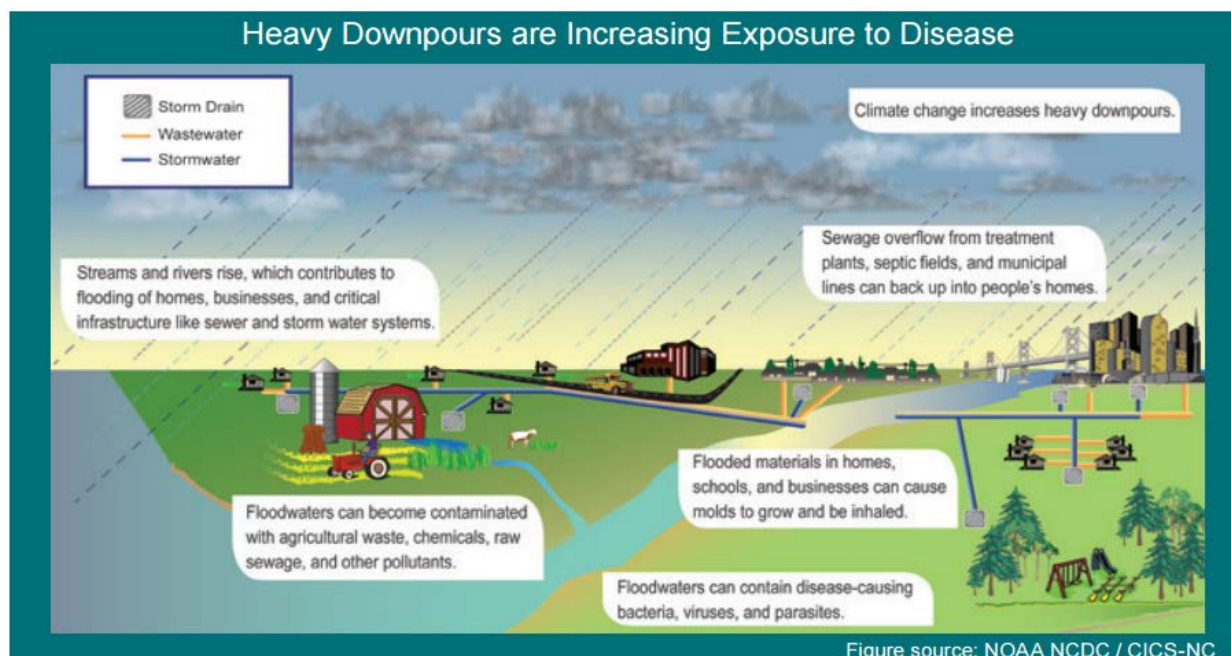 Heavy Downpours are Increasing Exposure to Disease
Storm Drain
Wastewater
Stormwater
Climate change increases heavy downpours.
Streams and rivers rise, which contributes to
flooding of homes, businesses, and critical
infrastructure like sewer and storm water systems.
Sewage overflow from treatment
plants, septic fields, and municipal
lines can back up into people's homes.
Floodwaters can become contaminated
with agricultural waste, chemicals, raw
sewage, and other pollutants.
Flooded materials in homes,
schools, and businesses can cause
molds to grow and be inhaled.
Floodwaters can contain disease-causing
bacteria, viruses, and parasites.
Figure source: NOAA NCDC / CICS-NC